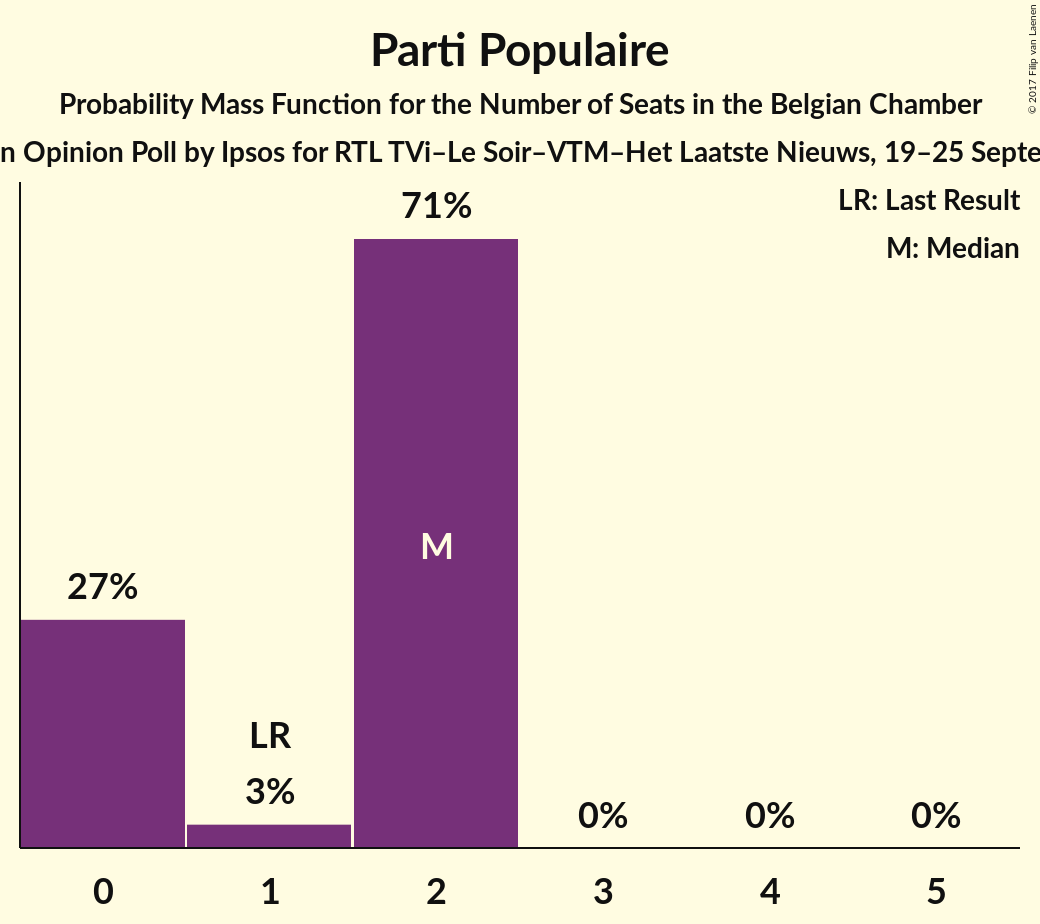 Parti Populaire
Probability Mass Function for the Number of Seats in the Belgian Chamber
n Opinion Poll by Ipsos for RTL TVi–Le Soir–VTM–Het Laatste Nieuws, 19–25 Septe
© 2017 Filip van Laenen
LR: Last Result
M: Median
71%
M
27%
LR
3%
0% 0% 0%
0 1 2 3 4 5